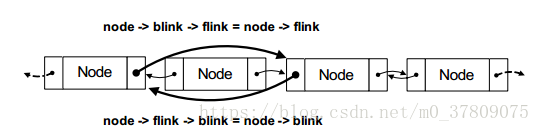 node -> blink -> flink = node -> flink
Node Node Node Node
https://blog.csdn.net/m0_37809075
node -> flink -> blink = node -> blink